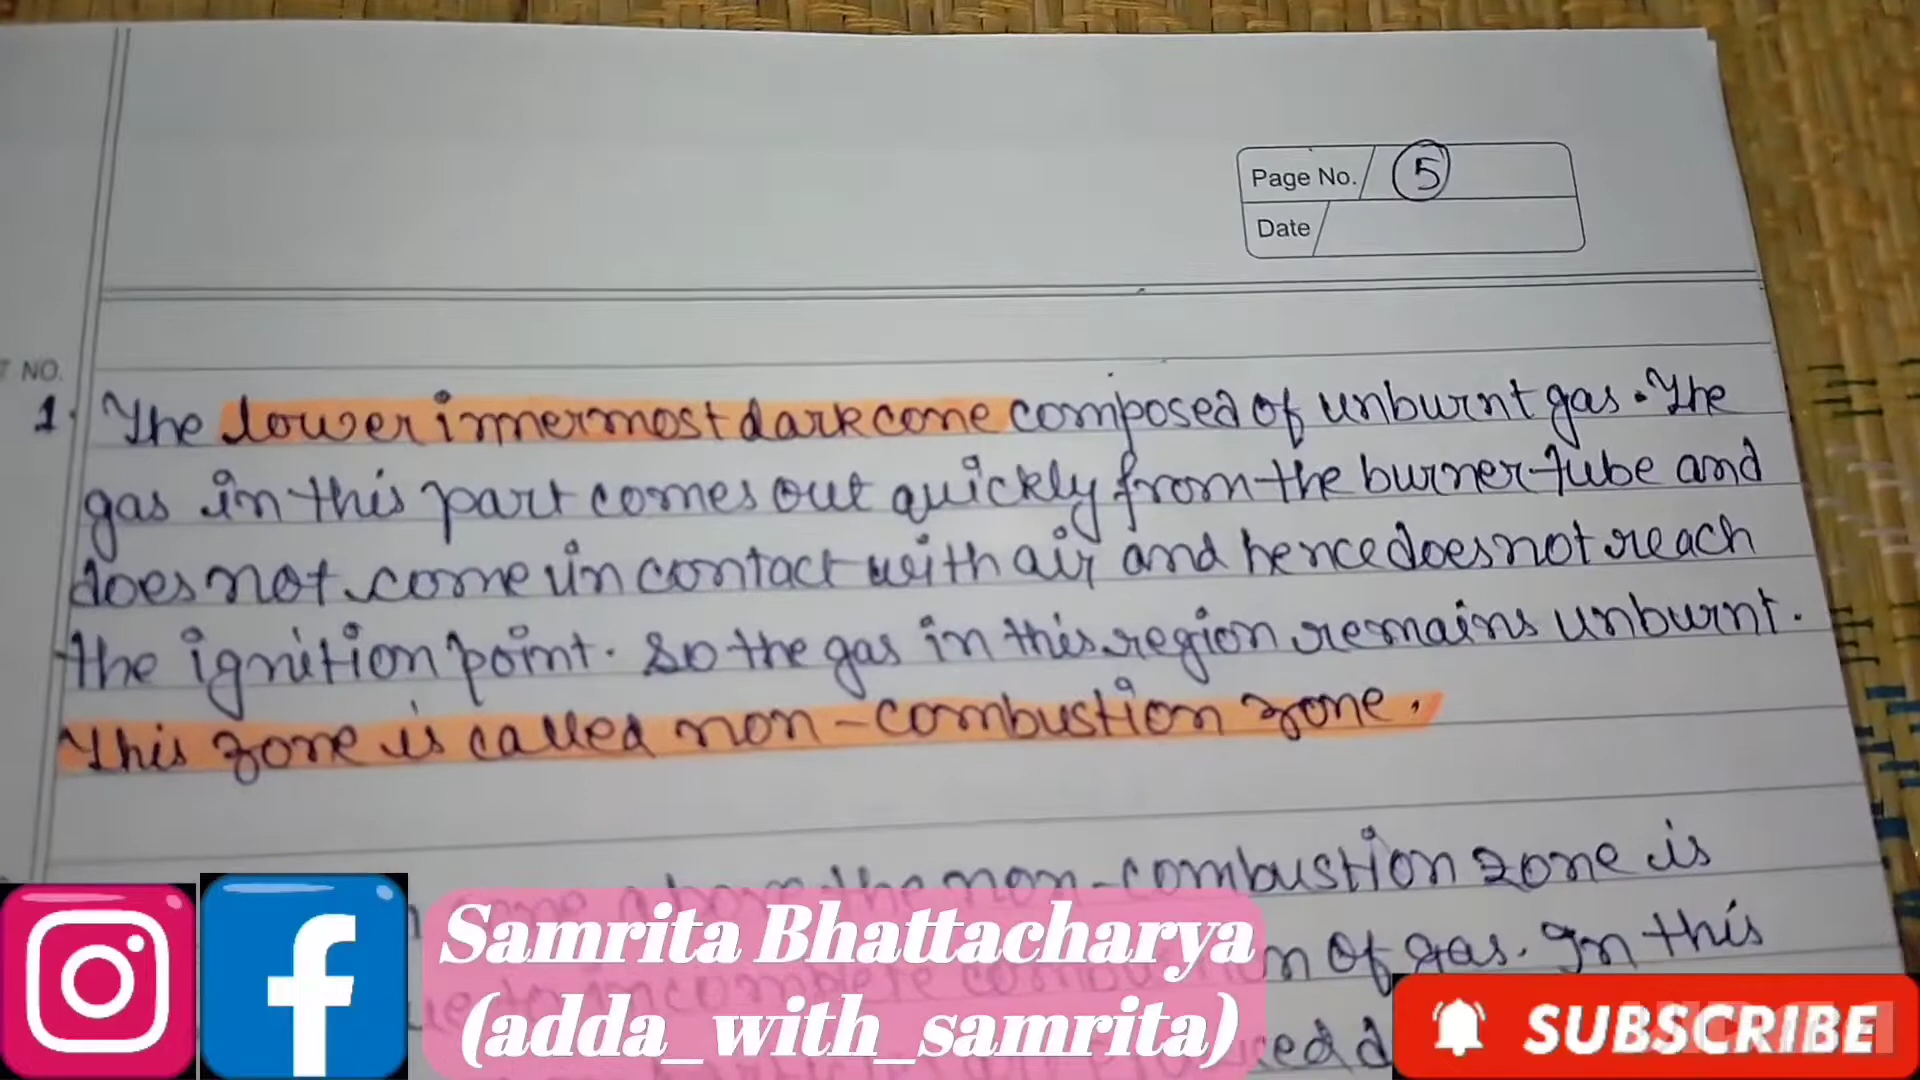 Page No. 5
Date
T NO.
1. The lower innermost dark cone composed of unburnt gas. The
gas in this part comes out quickly from the burner-tube and
does not come in contact with air and hence does not reach
the ignition point. So the gas in this region remains unburnt.
This zone is called non-combustion zone.
the non-combustion zone is
of gas. In this
Samrita Bhattacharya
(adda_with_samrita)
SUBSCRIBE